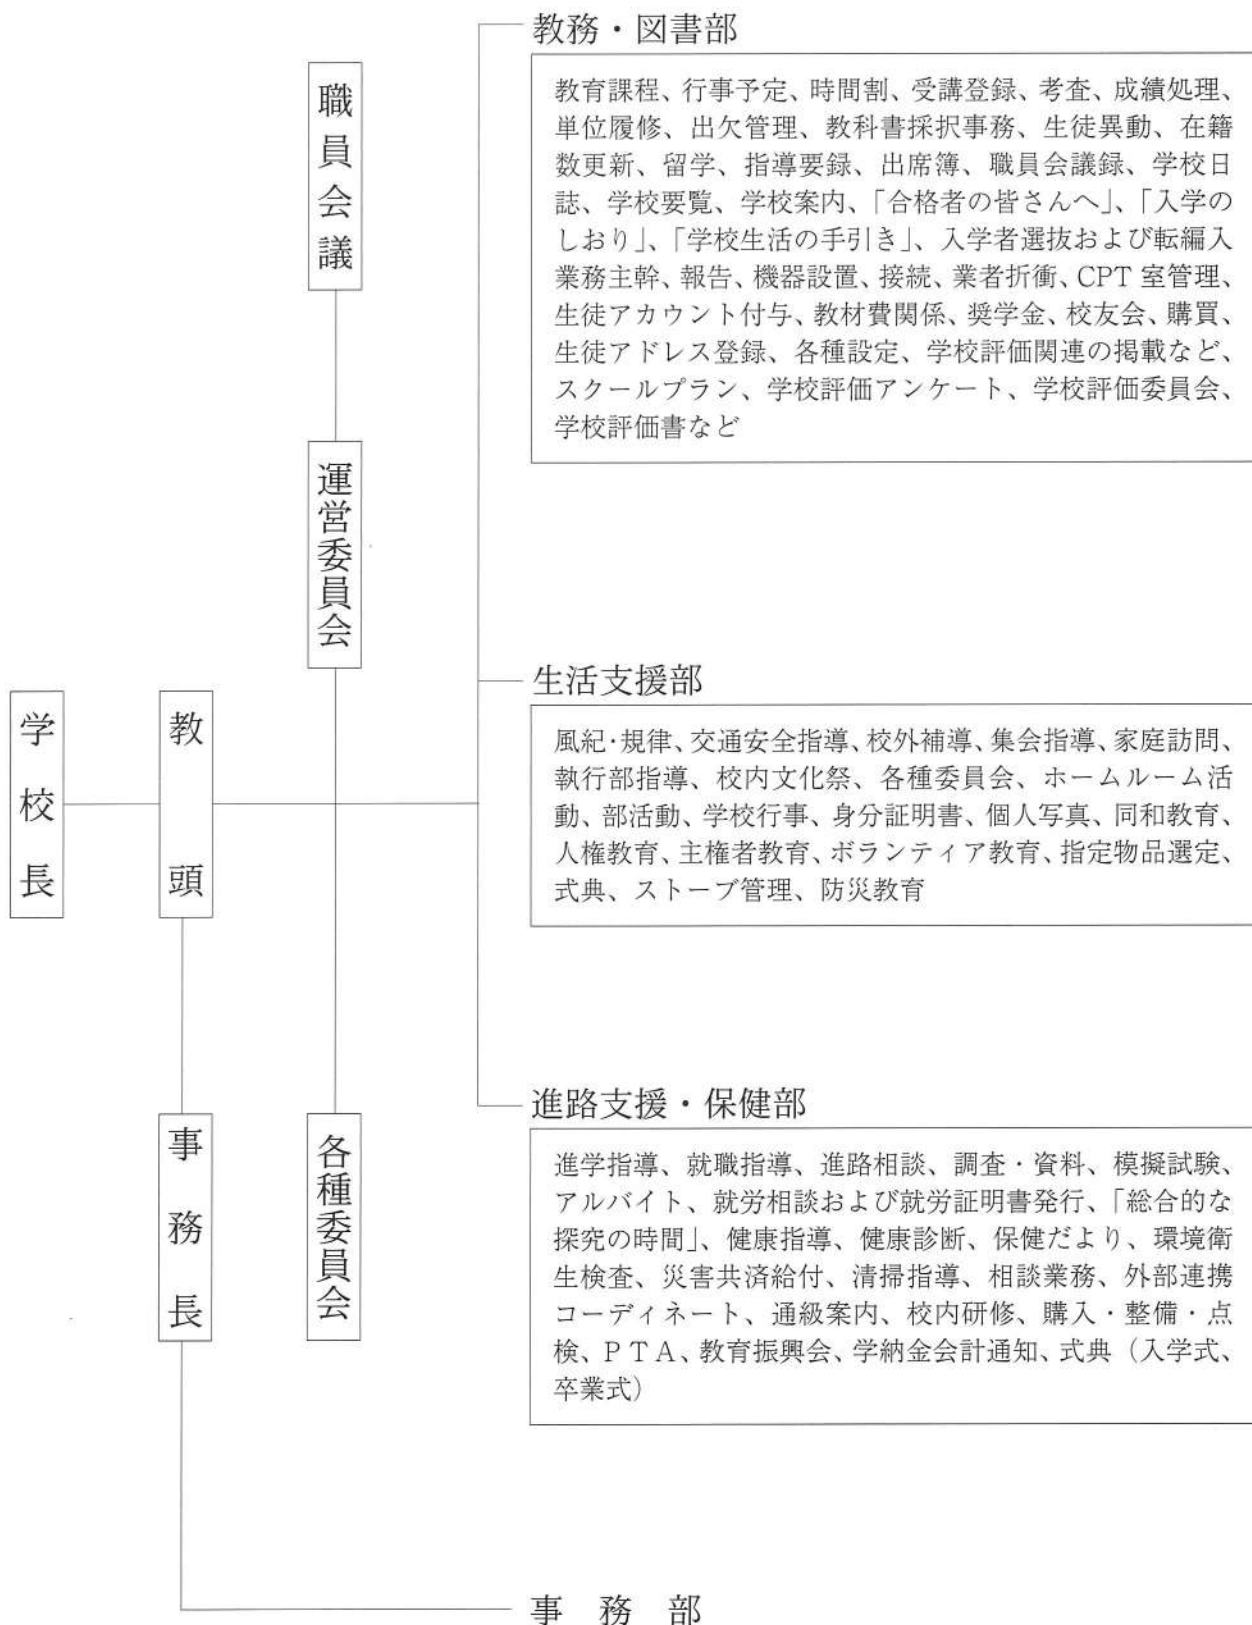 教務・図書部
教育課程、行事予定、時間割、受講登録、考査、成績処理、
単位履修、出欠管理、教科書採択事務、生徒異動、在籍
数更新、留学、指導要録、出席簿、職員会議録、学校日
誌、学校要覧、学校案内、「合格者の皆さんへ」、「入学の
しおり」、「学校生活の手引き」、入学者選抜および転編入
業務主幹、報告、機器設置、接続、業者折衝、CPT 室管理、
生徒アカウント付与、教材費関係、奨学金、校友会、購買、
生徒アドレス登録、各種設定、学校評価関連の掲載など、
スクールプラン、学校評価アンケート、学校評価委員会、
学校評価書など
職員会議
運営委員会
学校長
教頭
生活支援部
風紀・規律、交通安全指導、校外補導、集会指導、家庭訪問、
執行部指導、校内文化祭、各種委員会、ホームルーム活
動、部活動、学校行事、身分証明書、個人写真、同和教育、
人権教育、主権者教育、ボランティア教育、指定物品選定、
式典、ストーブ管理、防災教育
事務長
各種委員会
進路支援・保健部
進学指導、就職指導、進路相談、調査・資料、模擬試験、
アルバイト、就労相談および就労証明書発行、「総合的な
探究の時間」、健康指導、健康診断、保健だより、環境衛
生検査、災害共済給付、清掃指導、相談業務、外部連携
コーディネート、通級案内、校内研修、購入・整備・点
検、ＰＴＡ、教育振興会、学納金会計通知、式典（入学式、
卒業式）
事務部